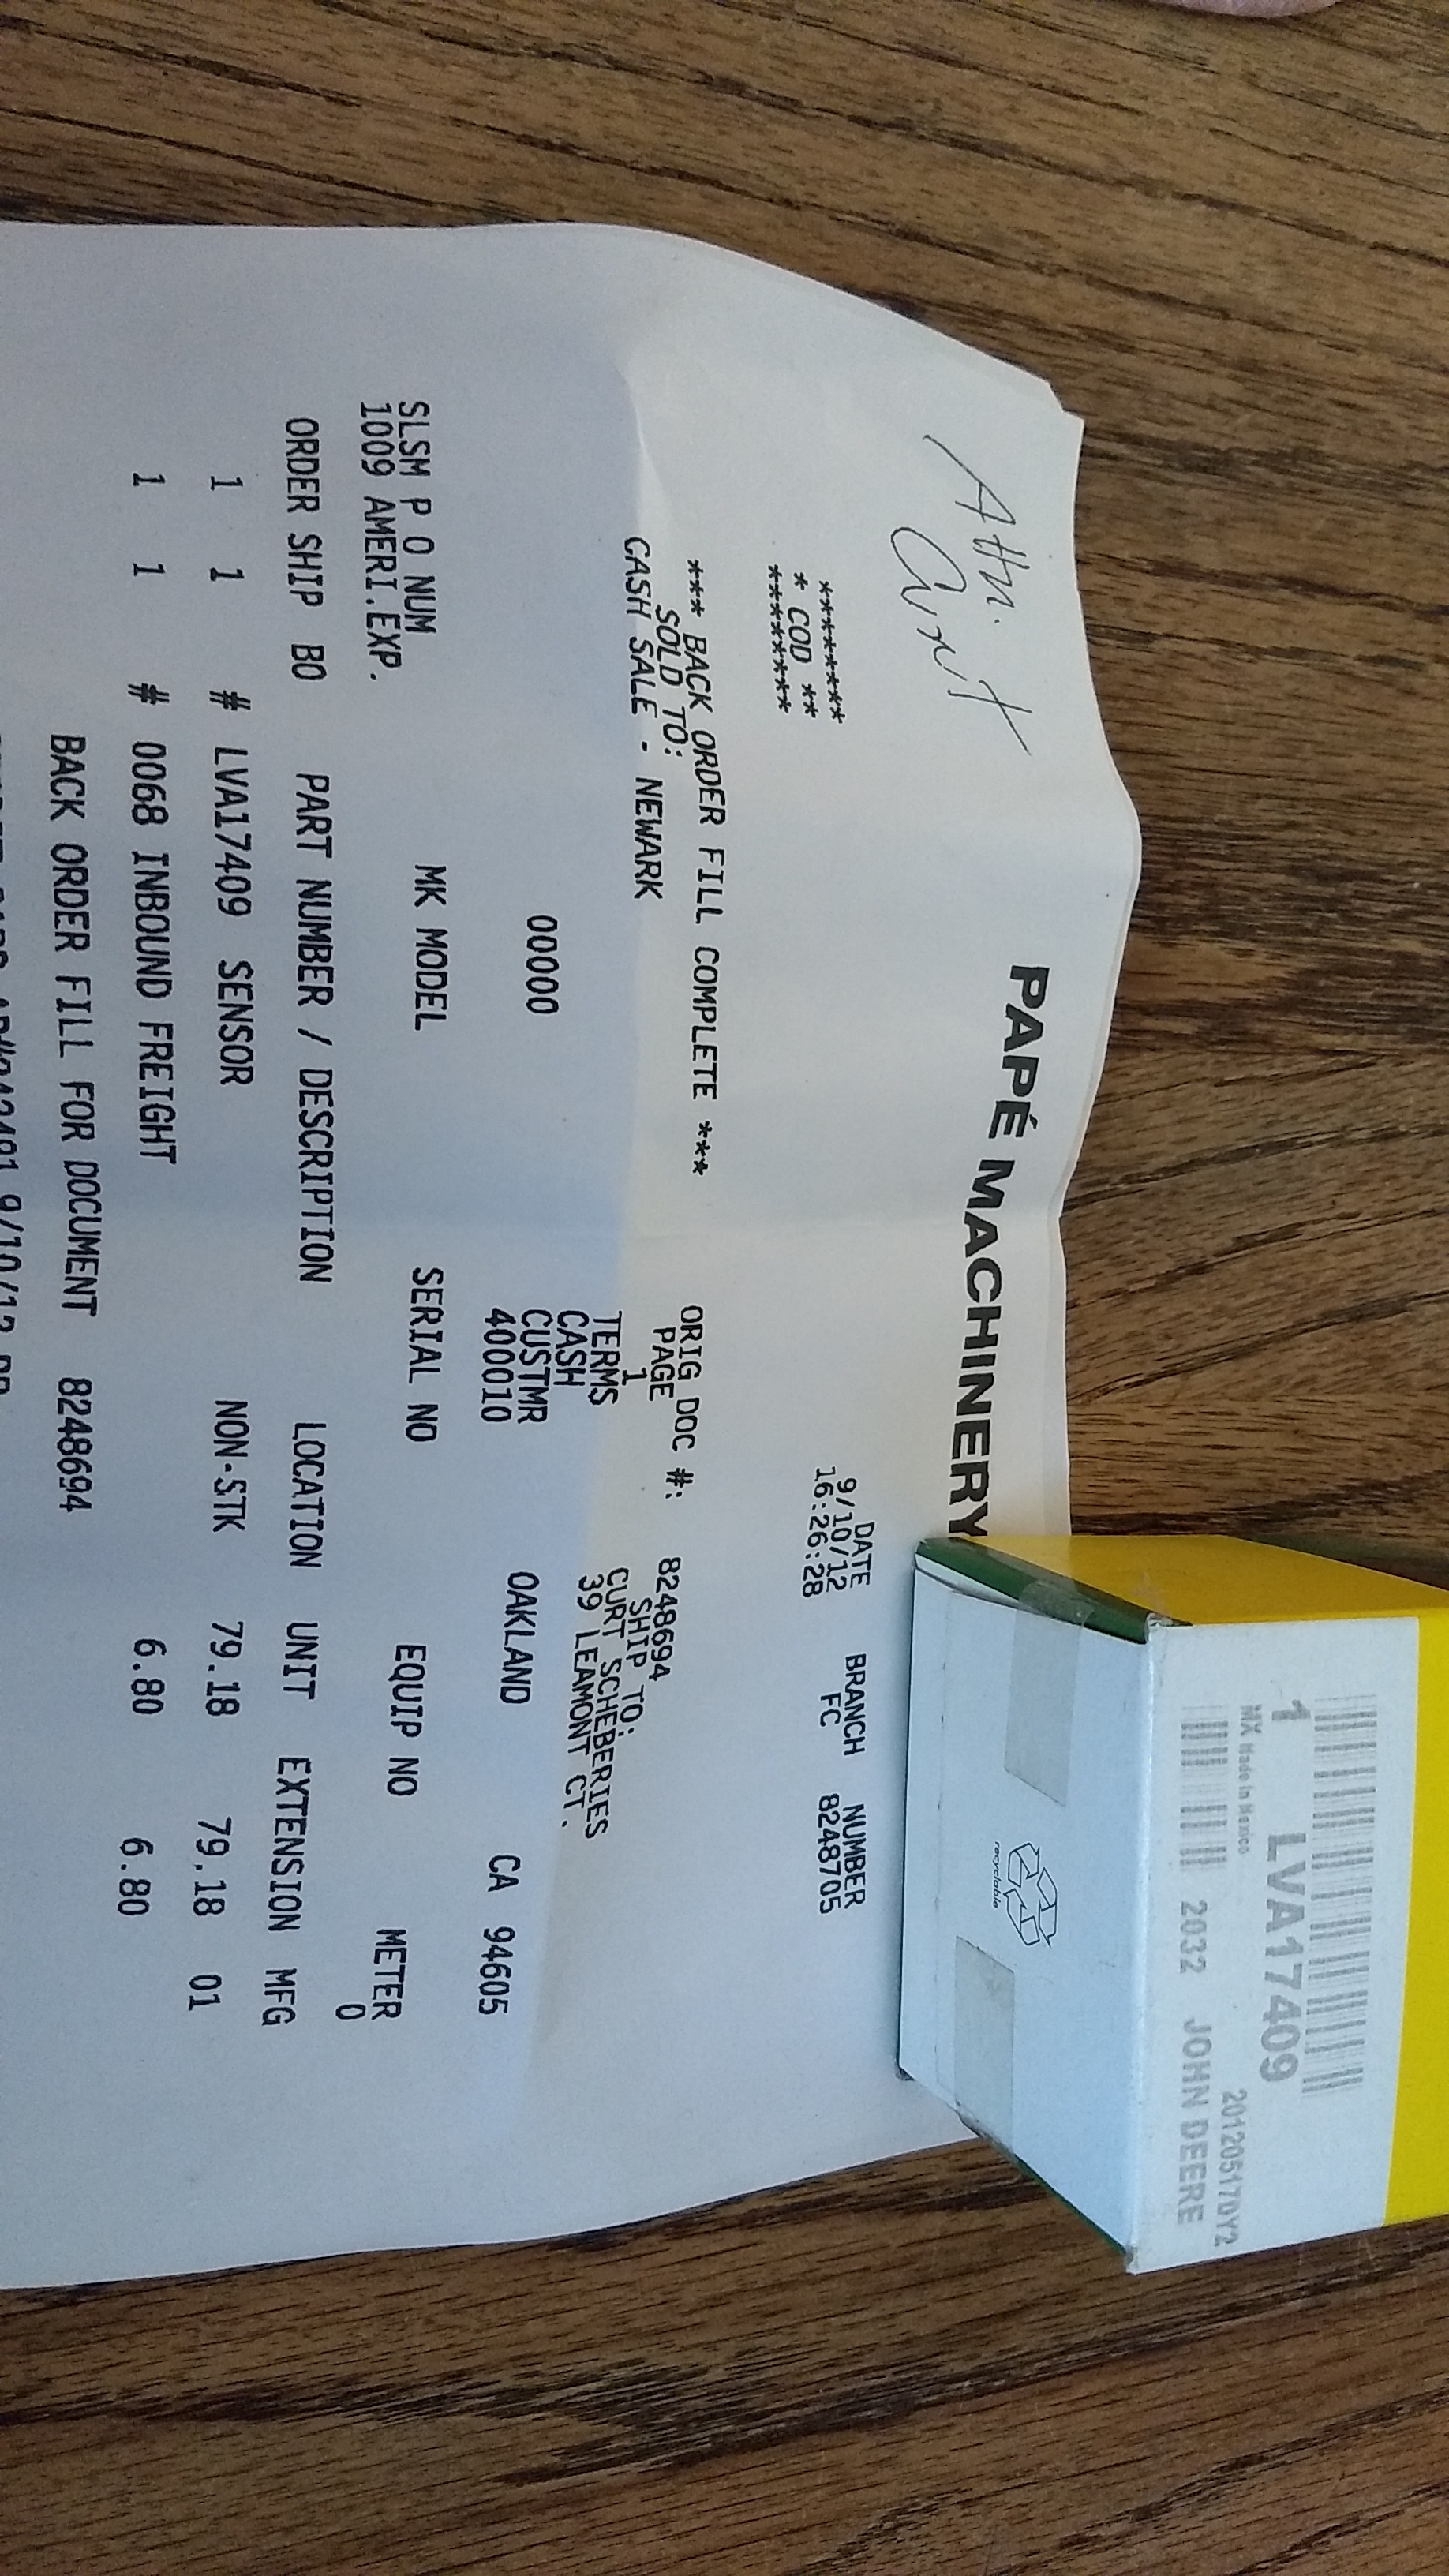 Attn.
Curt
PAPÉ MACHINERY
********
* COD **
********
DATE BRANCH NUMBER
9/10/12 FC 8248705
16:26:28
*** BACK ORDER FILL COMPLETE *** ORIG DOC #: 8248694
SOLD TO: PAGE SHIP TO:
CASH SALE - NEWARK 1 CURT SCHEBERIES
TERMS 39 LEAMONT CT.
CASH
CUSTMR OAKLAND CA 94605
00000 400010
SLSM P O NUM MK MODEL SERIAL NO EQUIP NO METER
1009 AMERI.EXP. 0
ORDER SHIP BO PART NUMBER / DESCRIPTION LOCATION UNIT EXTENSION MFG
1 1 # LVA17409 SENSOR NON-STK 79.18 79.18 01
1 1 # 0068 INBOUND FREIGHT 6.80 6.80
BACK ORDER FILL FOR DOCUMENT 8248694
9/10/12
1 LVA17409
MX Made in Mexico
20120517DY2
2032 JOHN DEERE
recyclable